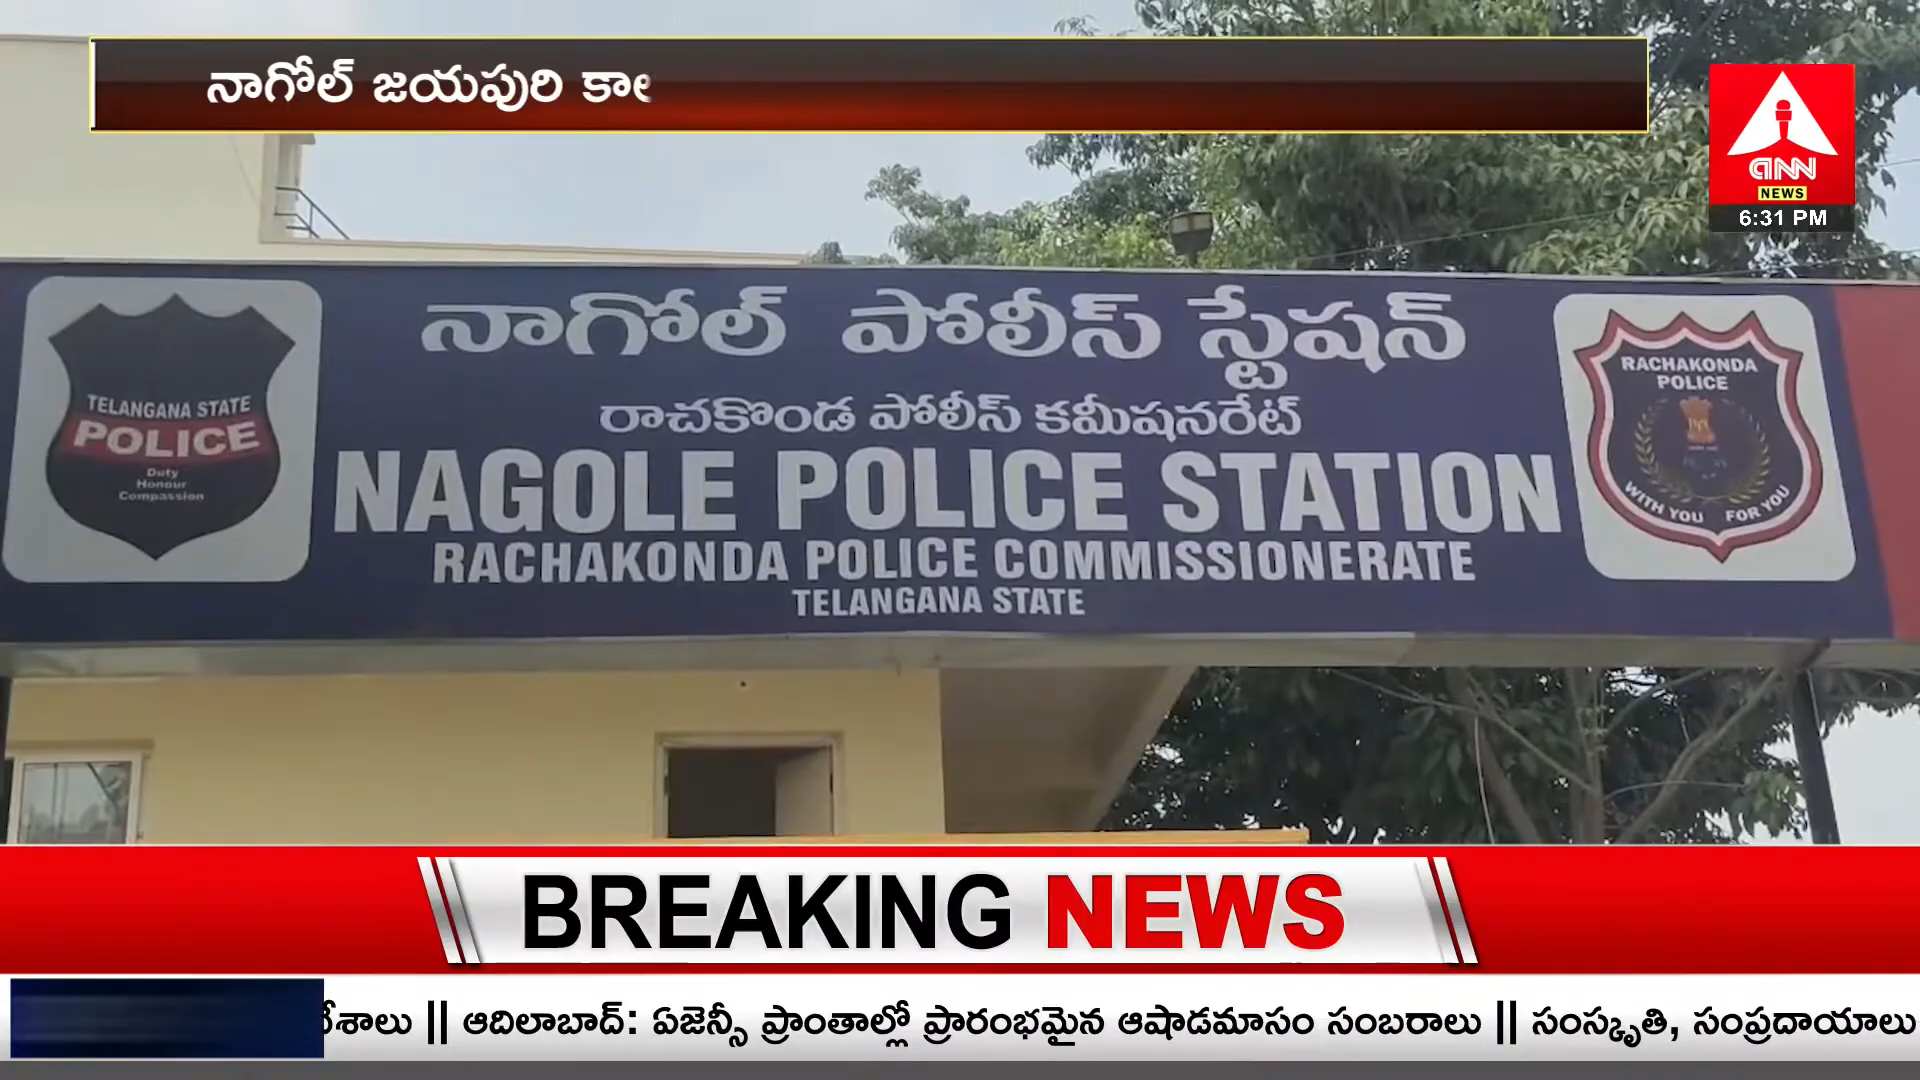 నాగోల్ జయపురి
ANN
NEWS
6:31 PM
నాగోల్ పోలీస్ స్టేషన్
రాచకొండ పోలీస్ కమీషనరేట్
NAGOLE POLICE STATION
RACHAKONDA POLICE COMMISSIONERATE
TELANGANA STATE
TELANGANA STATE
POLICE
Duty
Honour
Compassion
RACHAKONDA
POLICE
WITH YOU FOR YOU
BREAKING NEWS
|| ఆదిలాబాద్: ఏజెన్సీ ప్రాంతాల్లో ప్రారంభమైన ఆషాడమాసం సంబరాలు || సంస్కృతి, సంప్రదాయాలు